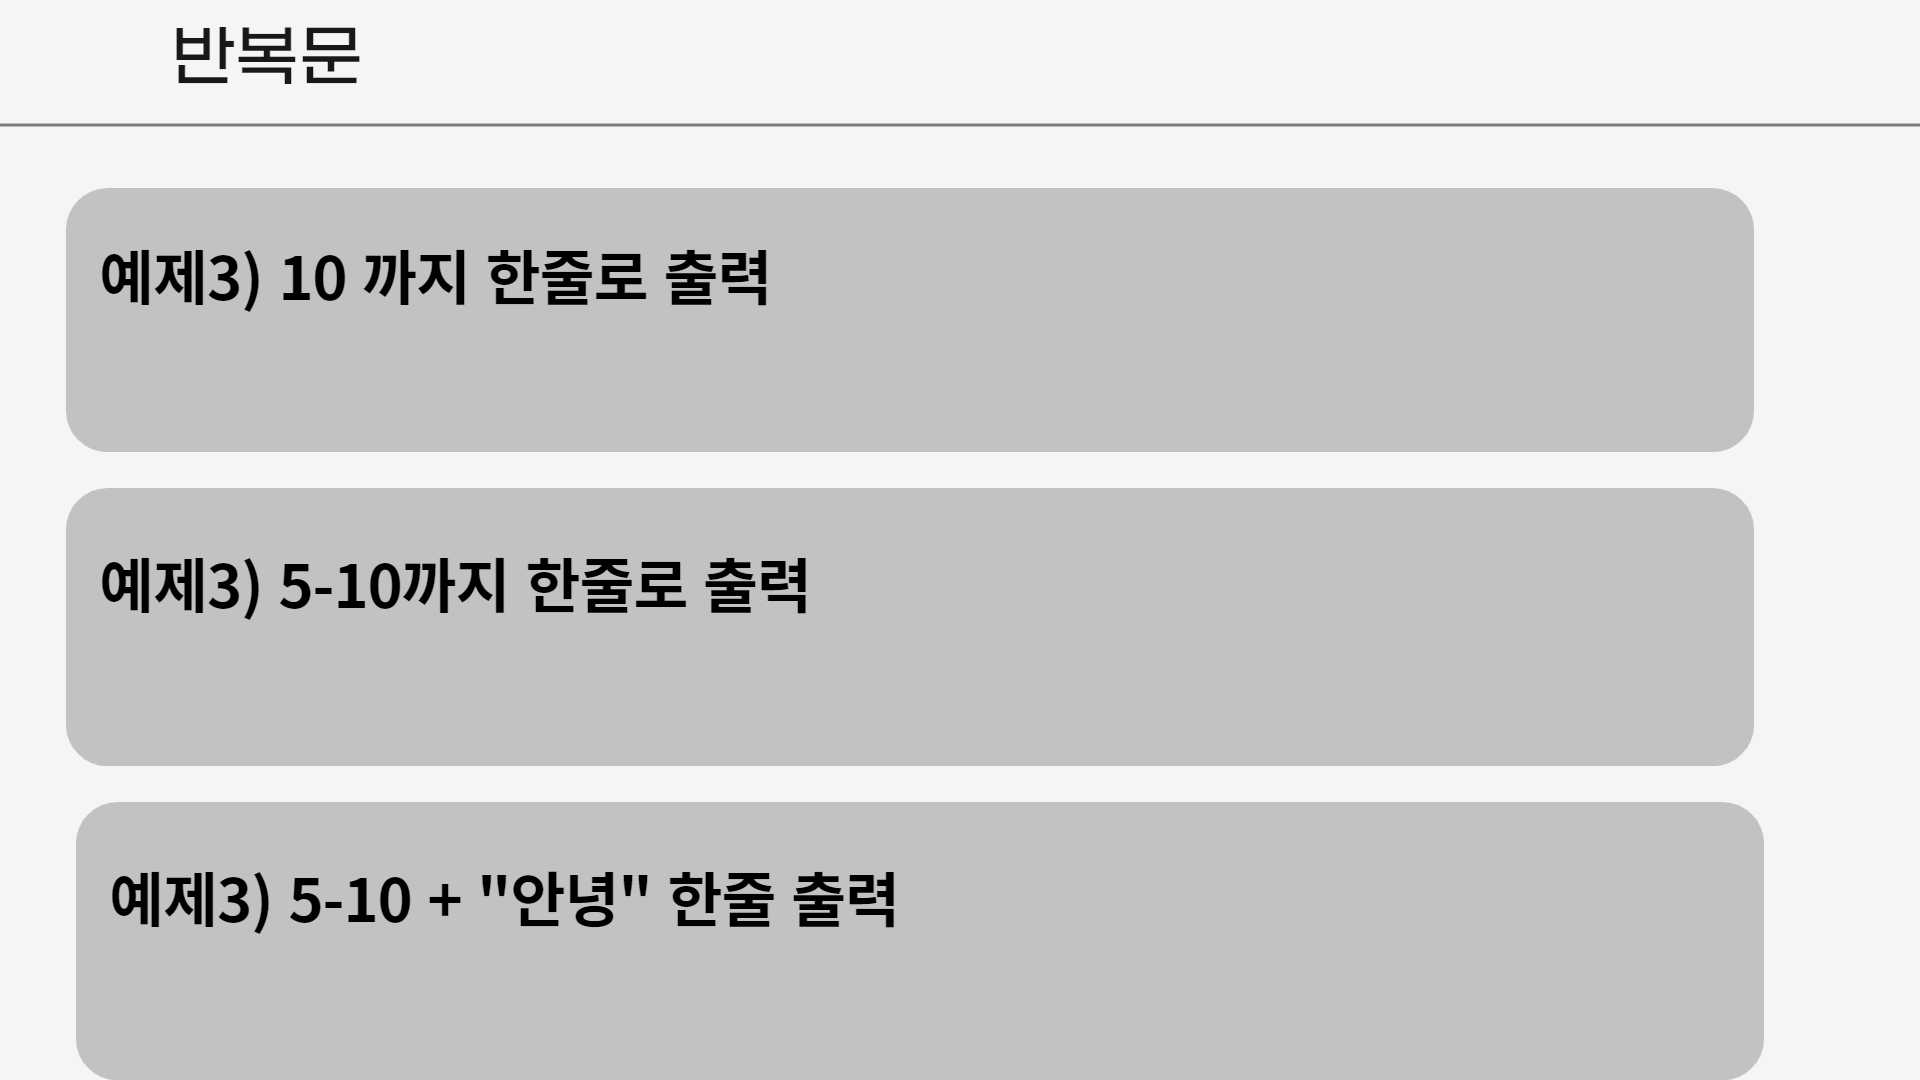 반복문
예제3) 10 까지 한줄로 출력
예제3) 5-10까지 한줄로 출력
예제3) 5-10 + "안녕" 한줄 출력